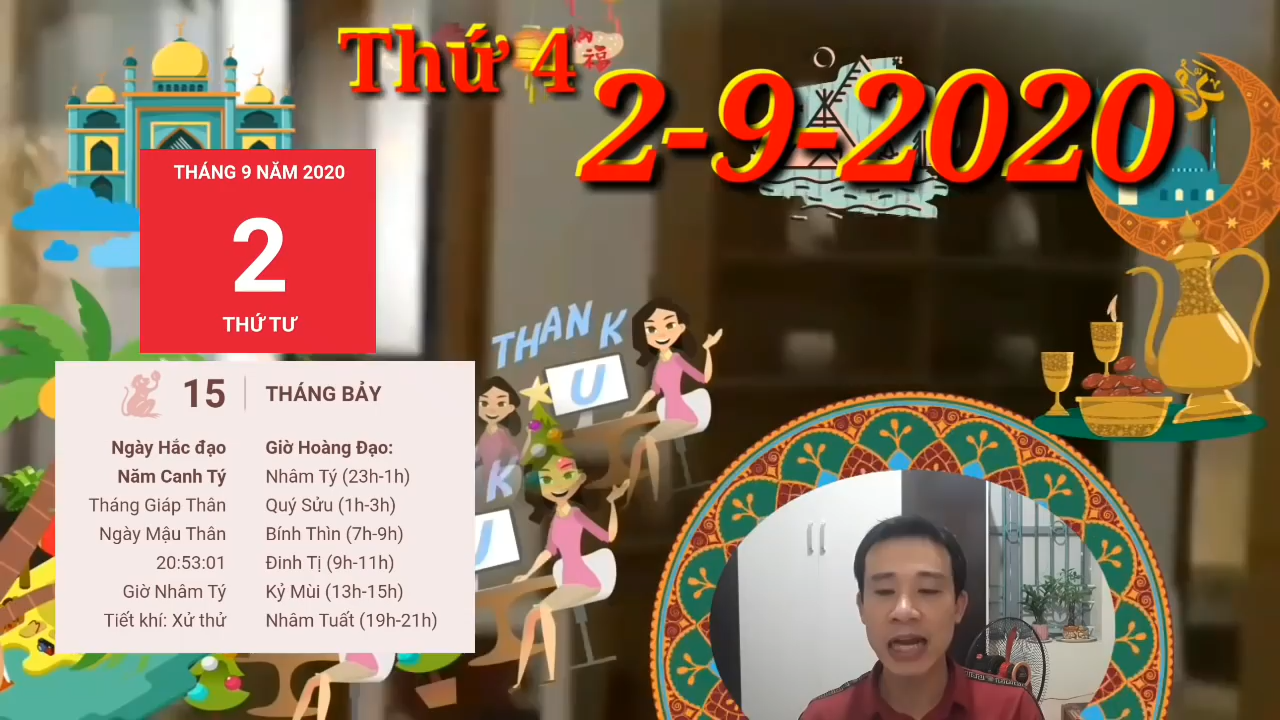 Thứ 4
福
2-9-2020
THÁNG 9 NĂM 2020
2
THỨ TƯ
15 THÁNG BẢY
Ngày Hắc đạo
Năm Canh Tý
Tháng Giáp Thân
Ngày Mậu Thân
20:53:01
Giờ Nhâm Tý
Tiết khí: Xử thử
Giờ Hoàng Đạo:
Nhâm Tý (23h-1h)
Quý Sửu (1h-3h)
Bính Thìn (7h-9h)
Đinh Tị (9h-11h)
Kỷ Mùi (13h-15h)
Nhâm Tuất (19h-21h)
THANK
U
K
U